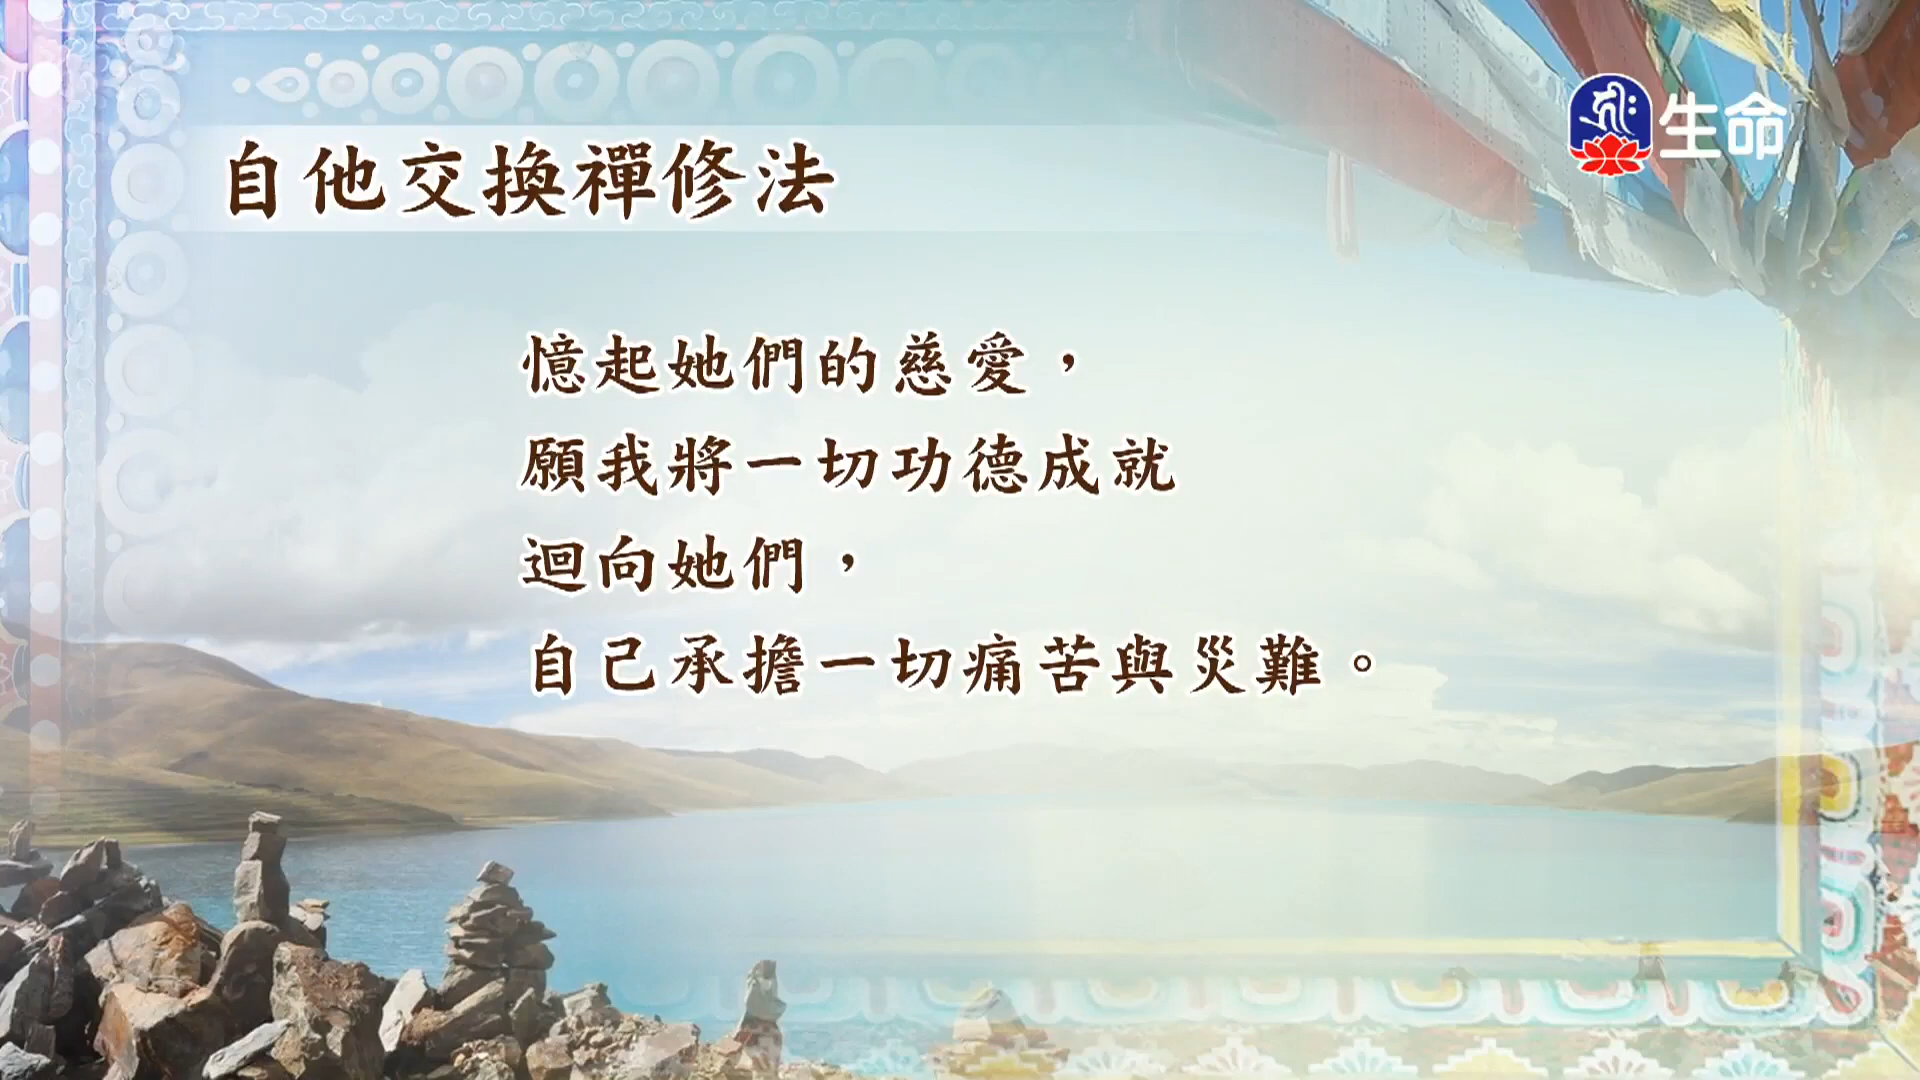 生命
自他交換禪修法
憶起她們的慈愛，
願我將一切功德成就
迴向她們，
自己承擔一切痛苦與災難。